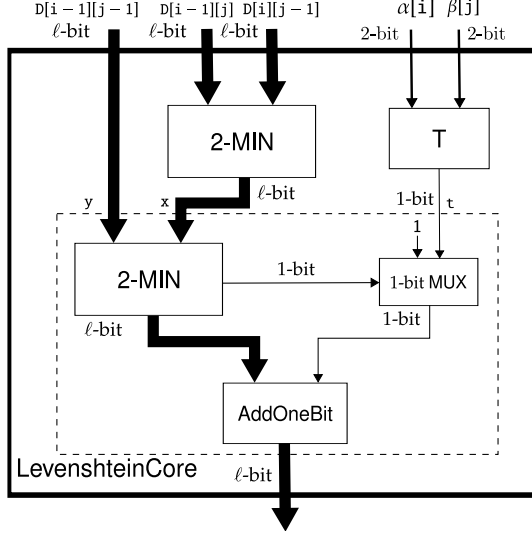 D[i − 1][j − 1] D[i − 1][j] D[i][j − 1] α[i] β[j]
ℓ-bit ℓ-bit ℓ-bit 2-bit 2-bit
2-MIN T
ℓ-bit 1-bit t
y x
1
2-MIN 1-bit 1-bit MUX
ℓ-bit 1-bit
AddOneBit
LevenshteinCore ℓ-bit